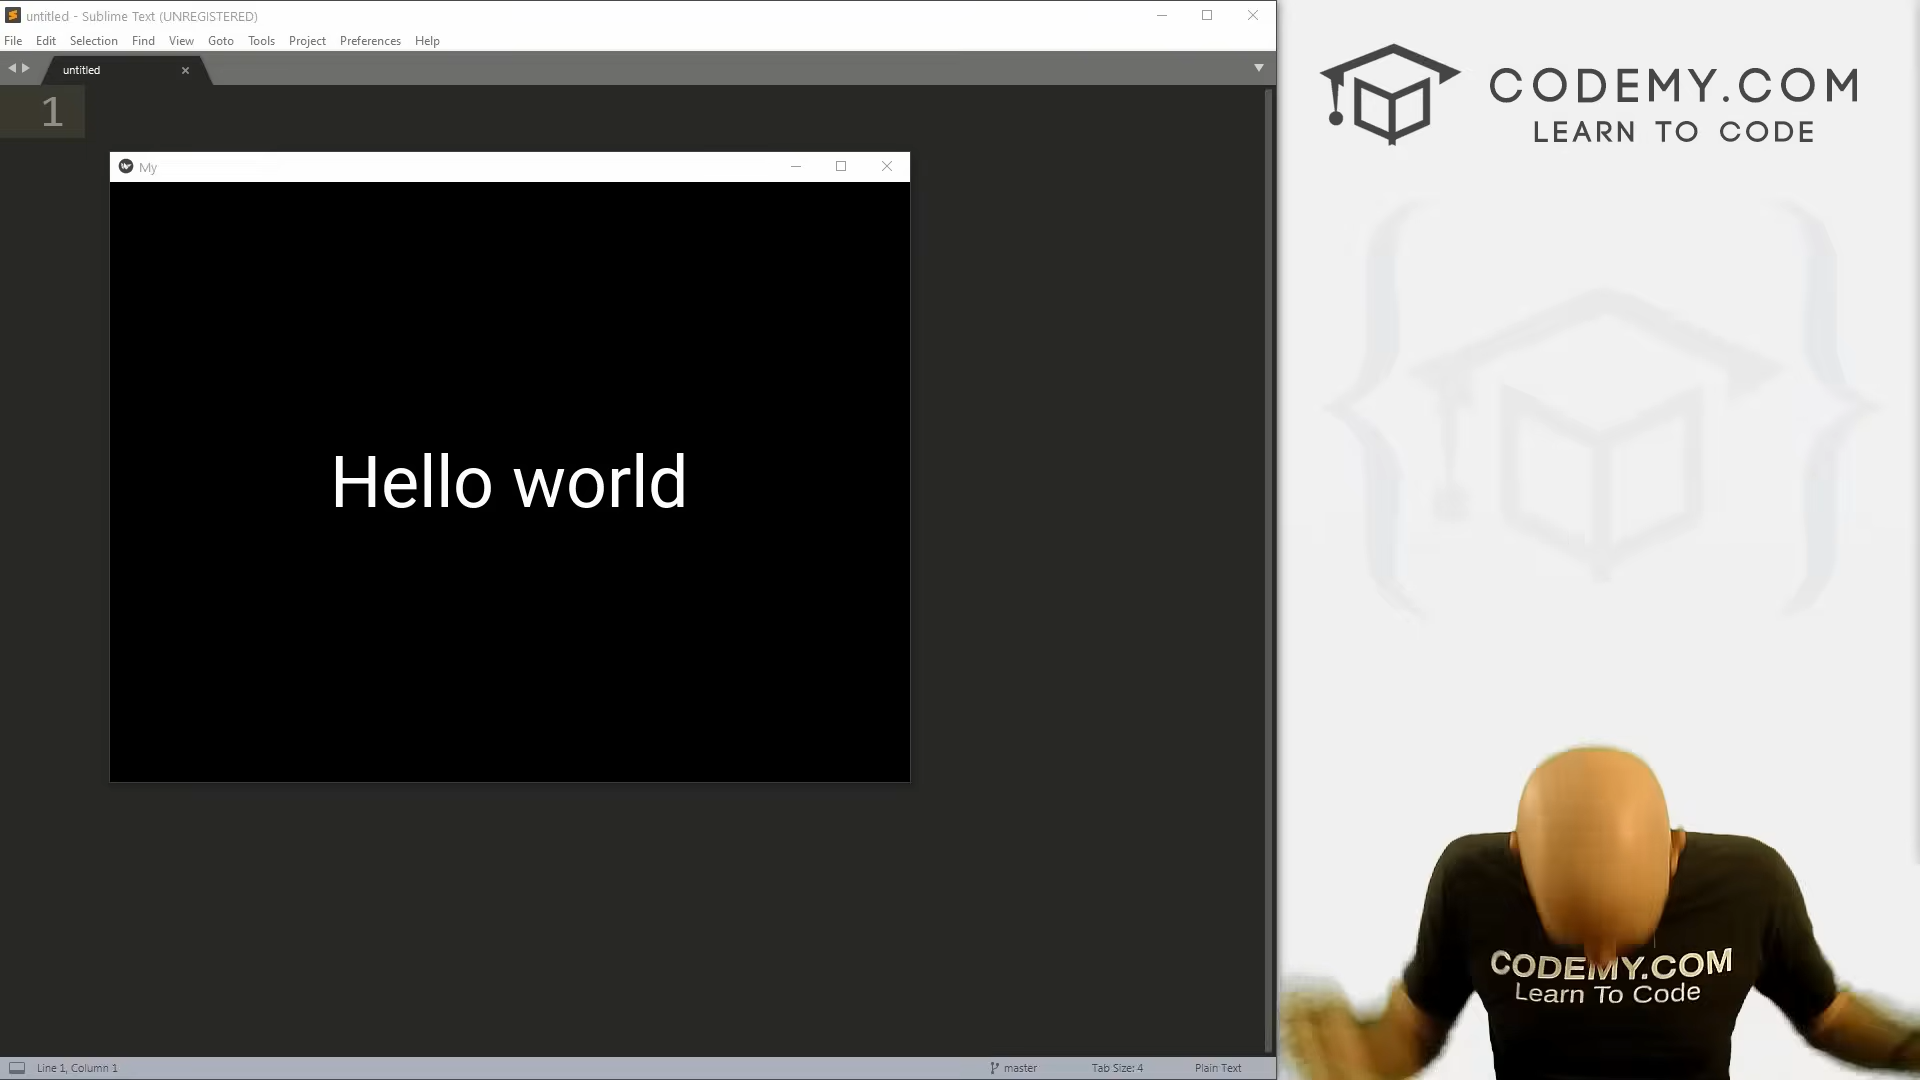 untitled - Sublime Text (UNREGISTERED)
File Edit Selection Find View Goto Tools Project Preferences Help
untitled
1
My
Hello world
Line 1, Column 1
master
Tab Size: 4
Plain Text
CODEMY.COM
LEARN TO CODE
CODEMY.COM
Learn To Code